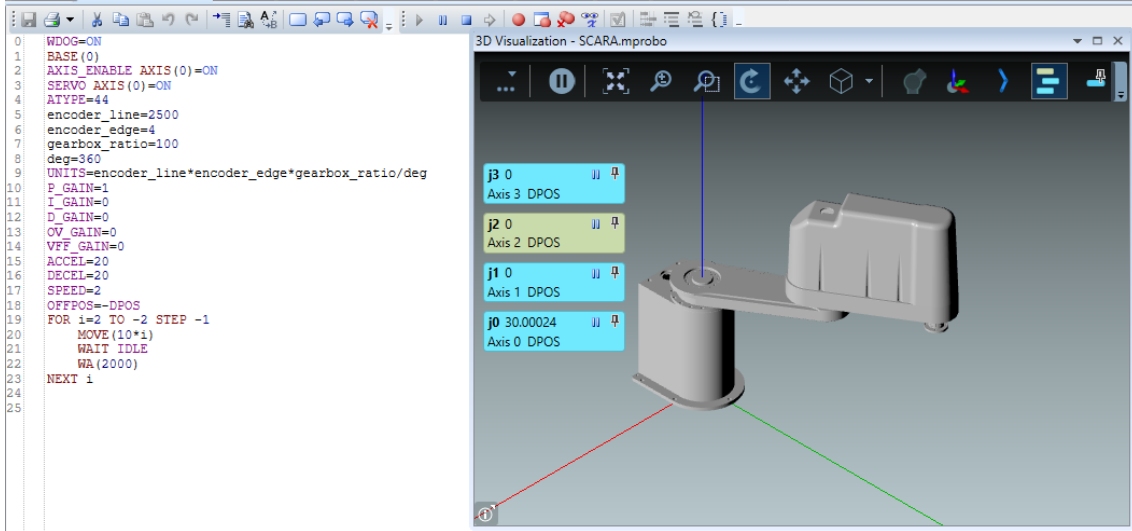 3D Visualization - SCARA.mprobo
0 WDOG=ON
1 BASE(0)
2 AXIS_ENABLE AXIS(0)=ON
3 SERVO AXIS(0)=ON
4 ATYPE=44
5 encoder_line=2500
6 encoder_edge=4
7 gearbox_ratio=100
8 deg=360
9 UNITS=encoder_line*encoder_edge*gearbox_ratio/deg
10 P_GAIN=1
11 I_GAIN=0
12 D_GAIN=0
13 OV_GAIN=0
14 VFF_GAIN=0
15 ACCEL=20
16 DECEL=20
17 SPEED=2
18 OFFPOS=-DPOS
19 FOR i=2 TO -2 STEP -1
20 MOVE(10*i)
21 WAIT IDLE
22 WA(2000)
23 NEXT i
24
25
j3 0
Axis 3 DPOS
j2 0
Axis 2 DPOS
j1 0
Axis 1 DPOS
j0 30.00024
Axis 0 DPOS